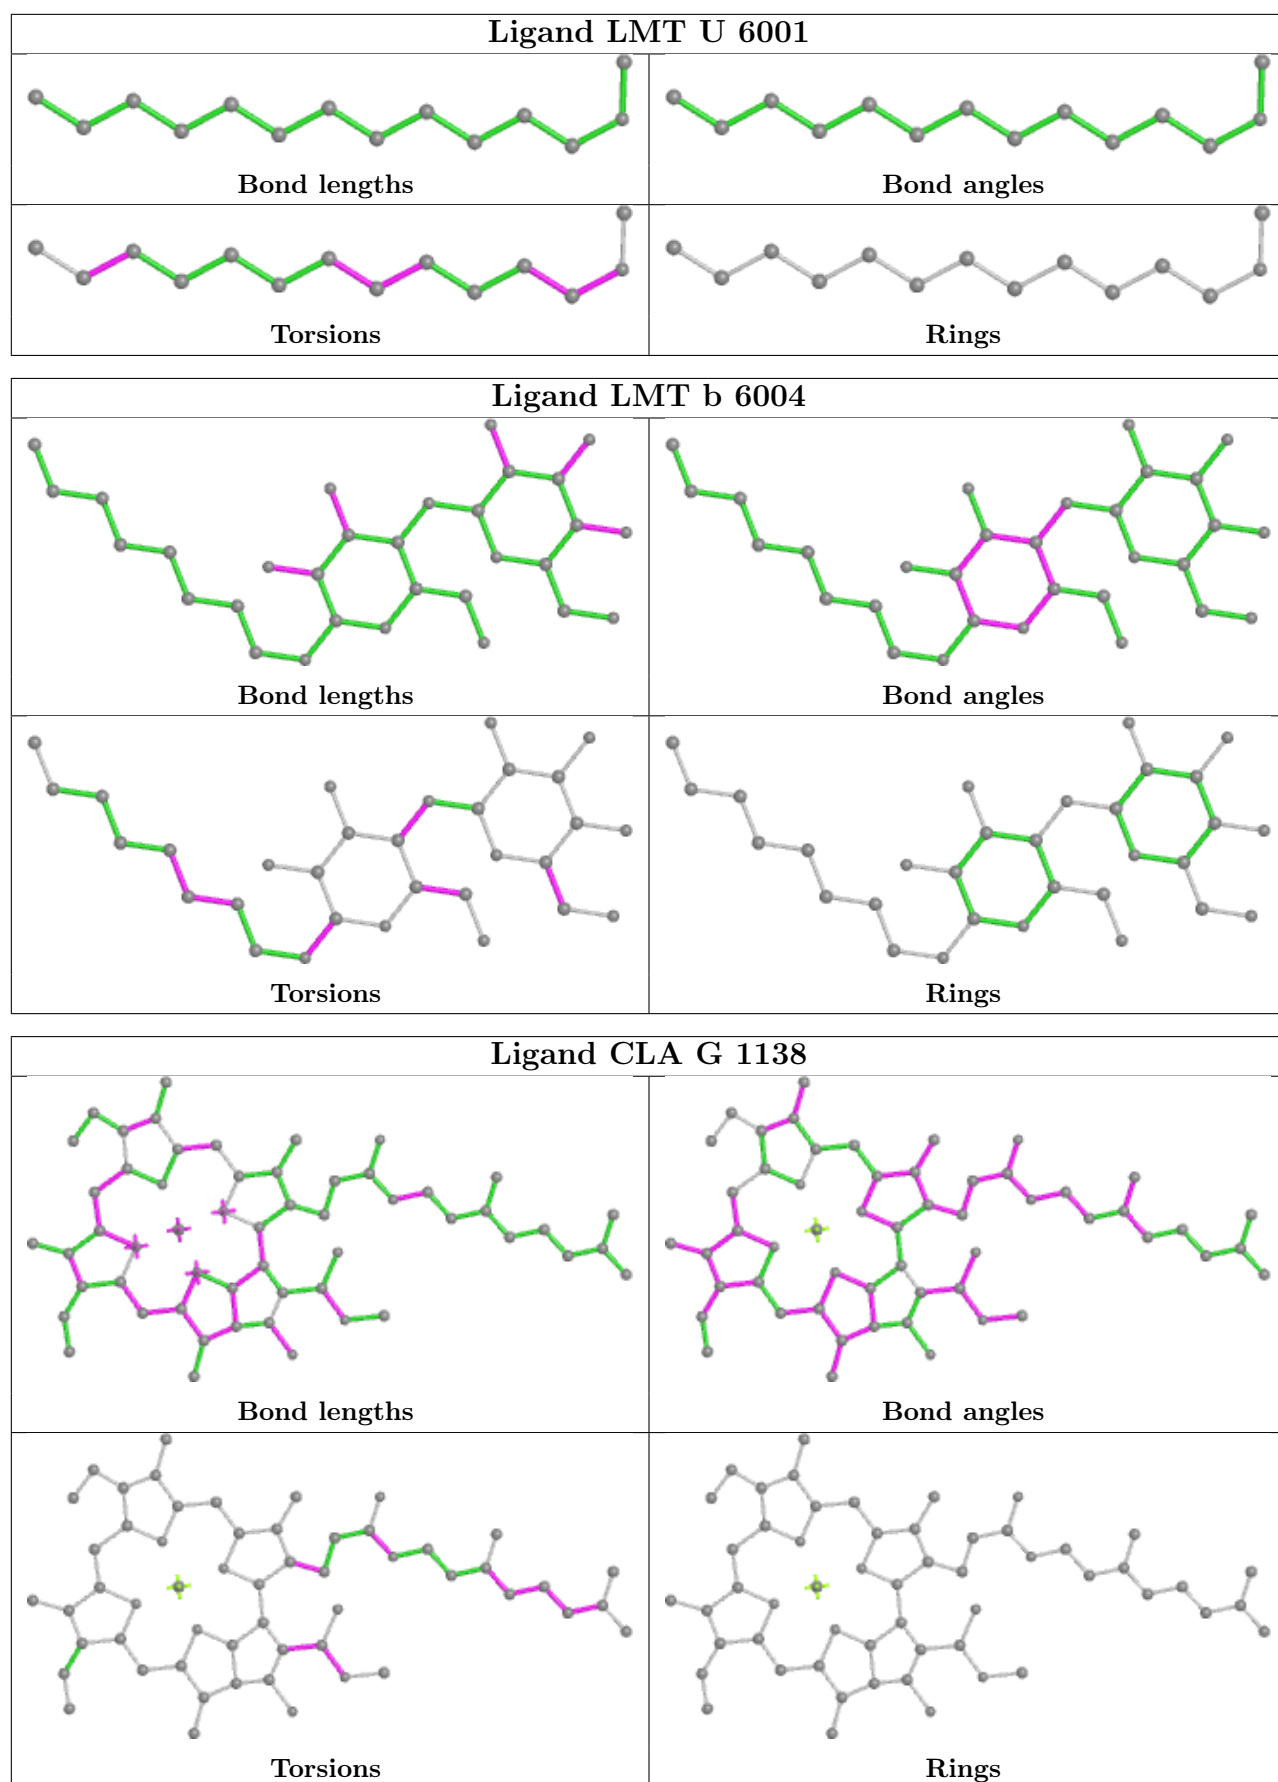 Ligand LMT U 6001
Bond lengths
Bond angles
Torsions
Rings
Ligand LMT b 6004
Bond lengths
Bond angles
Torsions
Rings
Ligand CLA G 1138
Bond lengths
Bond angles
Torsions
Rings